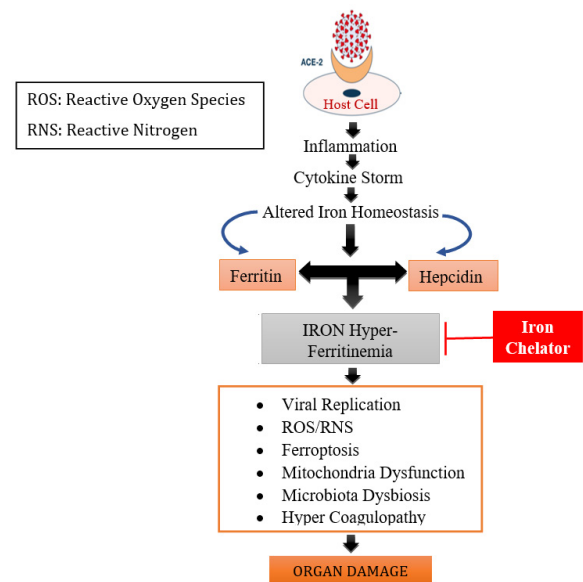 ACE-2
Host Cell
ROS: Reactive Oxygen Species
RNS: Reactive Nitrogen
Inflammation
Cytokine Storm
Altered Iron Homeostasis
Ferritin
Hepcidin
IRON Hyper-
Ferritinemia
Iron
Chelator
• Viral Replication
• ROS/RNS
• Ferroptosis
• Mitochondria Dysfunction
• Microbiota Dysbiosis
• Hyper Coagulopathy
ORGAN DAMAGE